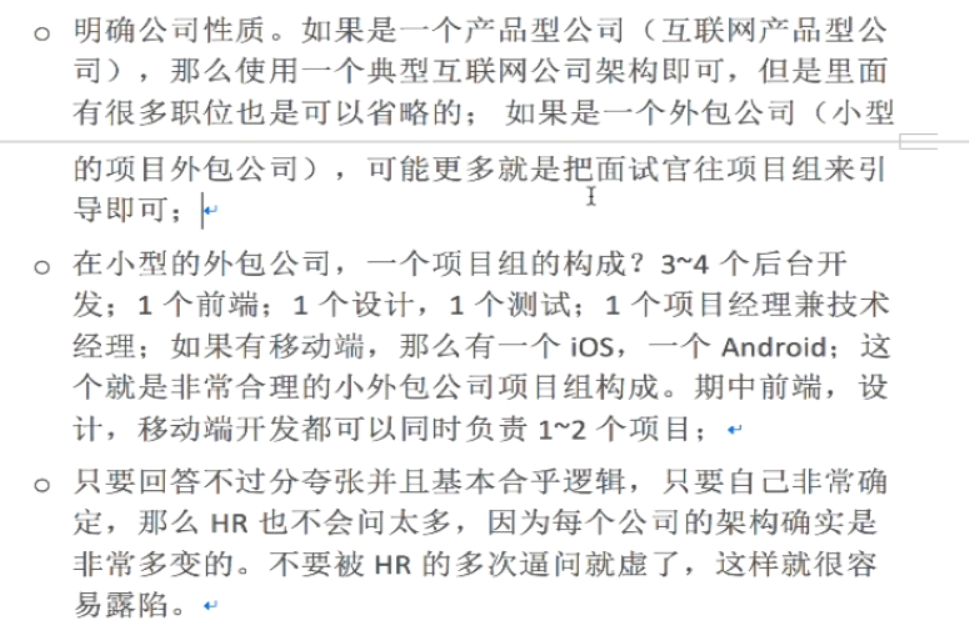 明确公司性质。如果是一个产品型公司（互联网产品型公
司），那么使用一个典型互联网公司架构即可，但是里面
有很多职位也是可以省略的； 如果是一个外包公司（小型
的项目外包公司），可能更多就是把面试官往项目组来引
导即可；
在小型的外包公司，一个项目组的构成？3~4 个后台开
发；1 个前端；1 个设计，1 个测试；1 个项目经理兼技术
经理；如果有移动端，那么有一个 iOS，一个 Android；这
个就是非常合理的小外包公司项目组构成。期中前端，设
计，移动端开发都可以同时负责 1~2 个项目；
只要回答不过分夸张并且基本合乎逻辑，只要自己非常确
定，那么 HR 也不会问太多，因为每个公司的架构确实是
非常多变的。不要被 HR 的多次逼问就虚了，这样就很容
易露陷。